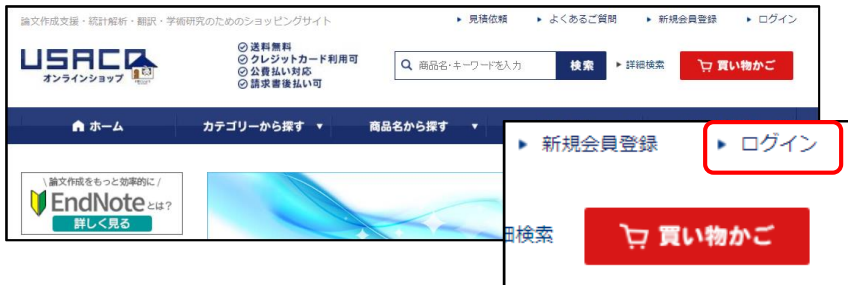 論文作成支援・統計解析・翻訳・学術研究のためのショッピングサイト
見積依頼 よくあるご質問 新規会員登録 ログイン
USACO
オンラインショップ
送料無料
クレジットカード利用可
公費払い対応
請求書後払い可
商品名・キーワードを入力 検索 詳細検索 買い物かご
ホーム カテゴリーから探す ▼ 商品名から探す ▼
\ 論文作成をもっと効率的に /
EndNote とは?
詳しく見る
新規会員登録 ログイン
検索 買い物かご